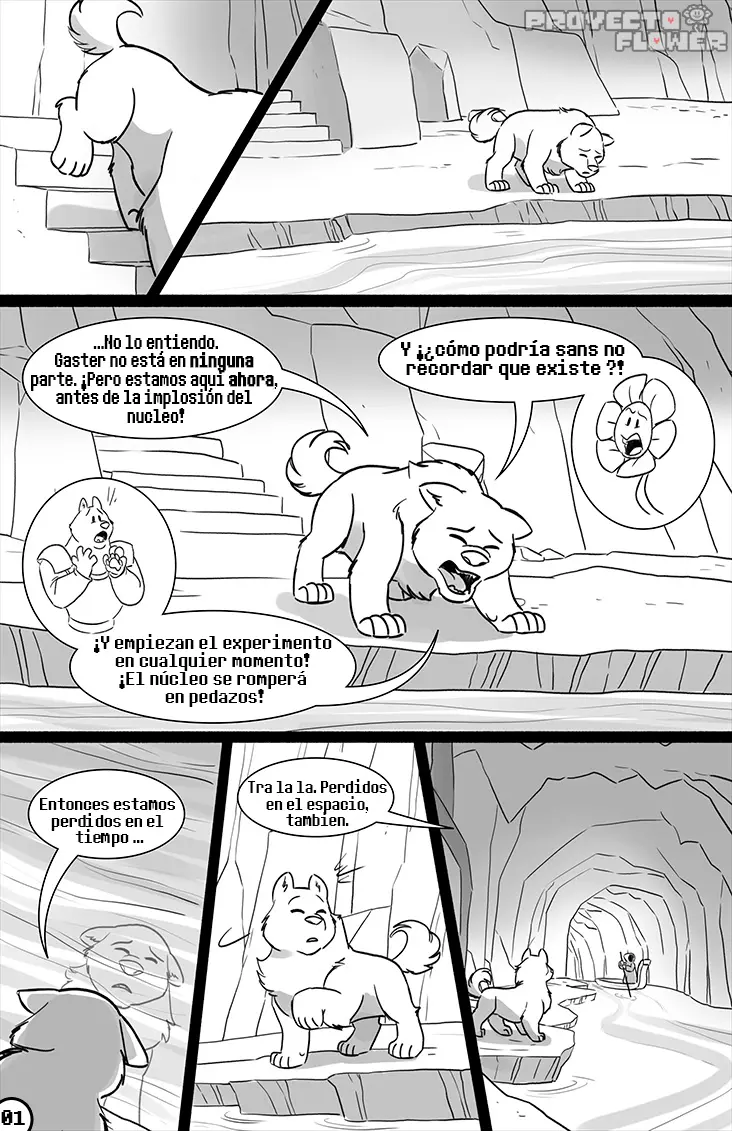 PROYECTO
FLOWER
...No lo entiendo.
Gaster no está en ninguna
parte. ¡Pero estamos aquí ahora,
antes de la implosión del
nucleo!
Y ¡¿cómo podría sans no
recordar que existe ?!
¡Y empiezan el experimento
en cualquier momento!
¡El núcleo se romperá
en pedazos!
Entonces estamos
perdidos en el
tiempo ...
Tra la la. Perdidos
en el espacio,
tambien.
01